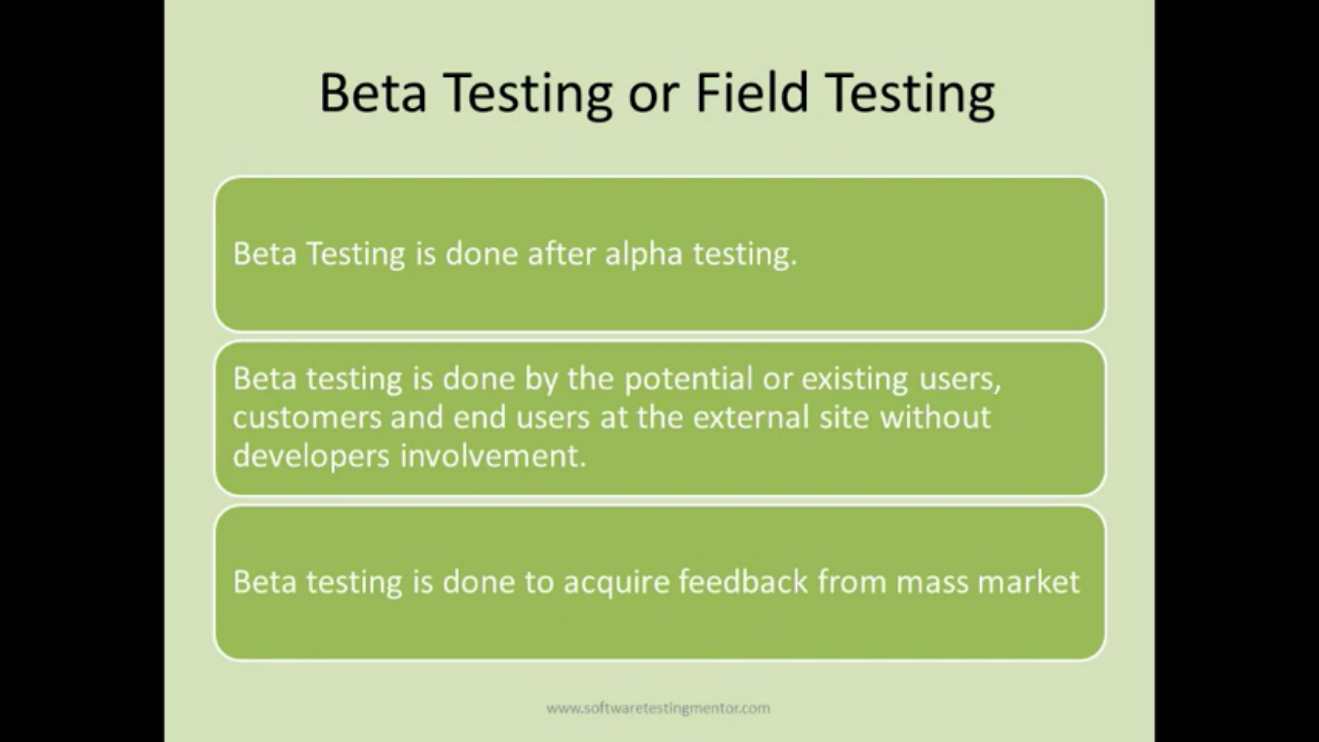 Beta Testing or Field Testing
Beta Testing is done after alpha testing.
Beta testing is done by the potential or existing users,
customers and end users at the external site without
developers involvement.
Beta testing is done to acquire feedback from mass market
www.softwaretestingmentor.com